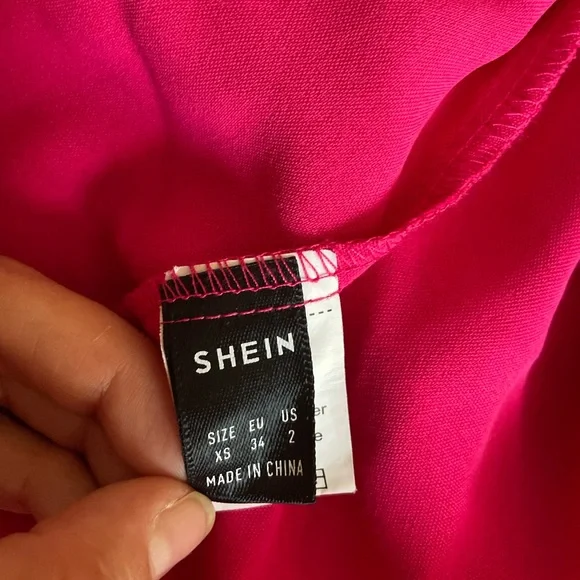 SHEIN
SIZE EU US
XS 34 2
MADE IN CHINA